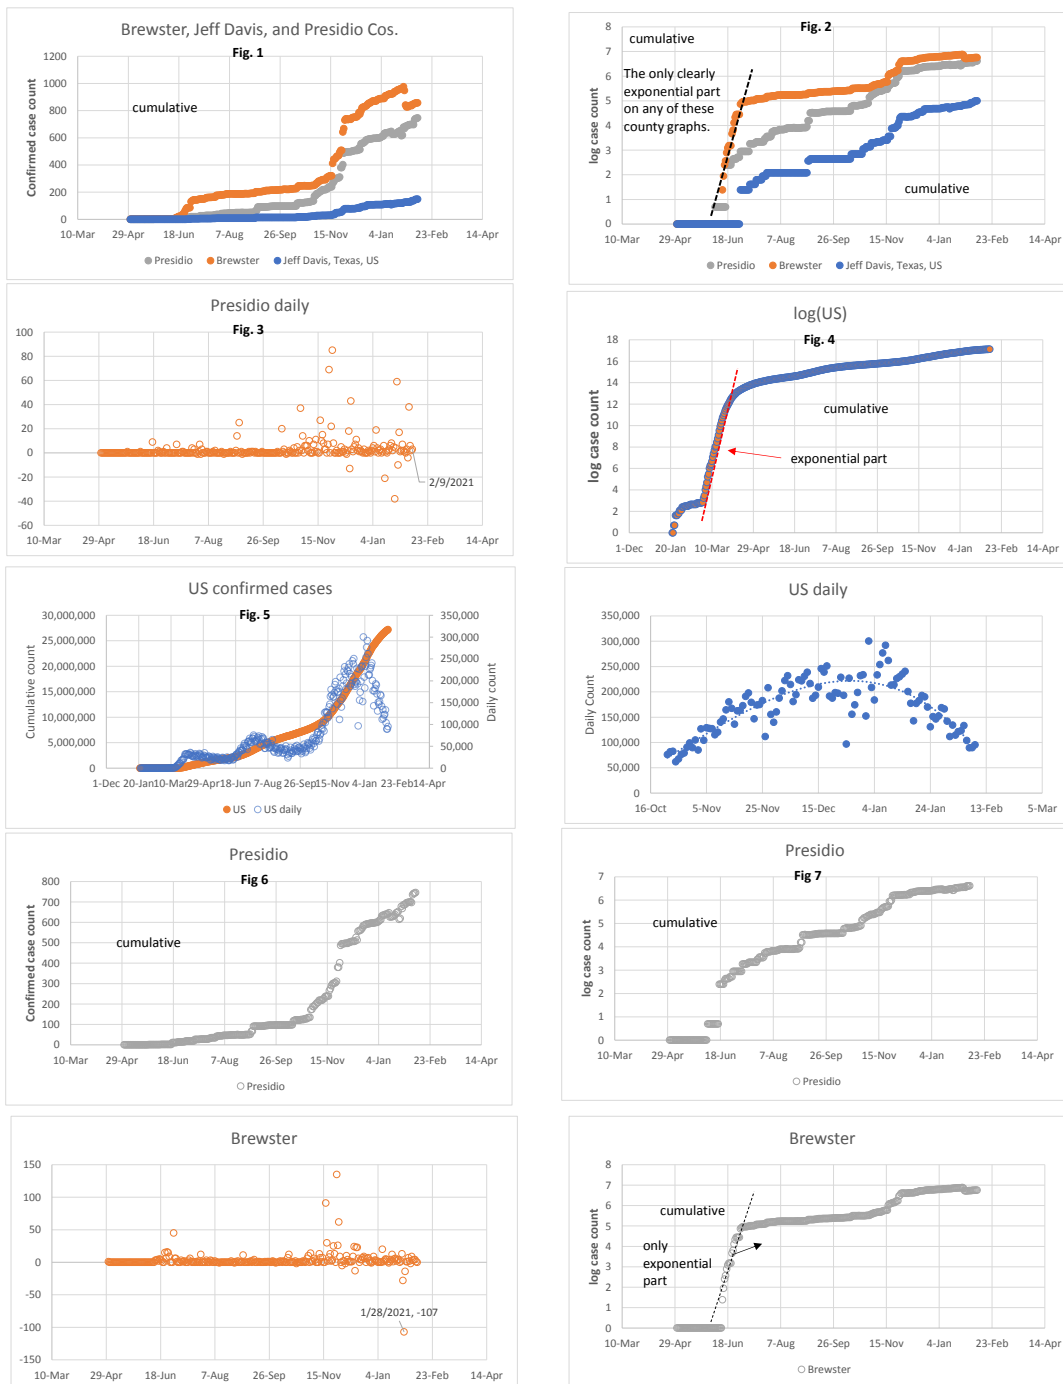 Brewster, Jeff Davis, and Presidio Cos.
Fig. 1
cumulative
Confirmed case count
1200
1000
800
600
400
200
0
10-Mar 29-Apr 18-Jun 7-Aug 26-Sep 15-Nov 4-Jan 23-Feb 14-Apr
Presidio Brewster Jeff Davis, Texas, US
Fig. 2
cumulative
The only clearly
exponential part
on any of these
county graphs.
cumulative
log case count
8
7
6
5
4
3
2
1
0
10-Mar 29-Apr 18-Jun 7-Aug 26-Sep 15-Nov 4-Jan 23-Feb 14-Apr
Presidio Brewster Jeff Davis, Texas, US
Presidio daily
Fig. 3
100
80
60
40
20
0
-20
-40
-60
2/9/2021
10-Mar 29-Apr 18-Jun 7-Aug 26-Sep 15-Nov 4-Jan 23-Feb 14-Apr
log(US)
Fig. 4
cumulative
exponential part
log case count
18
16
14
12
10
8
6
4
2
0
1-Dec 20-Jan 10-Mar 29-Apr 18-Jun 7-Aug 26-Sep 15-Nov 4-Jan 23-Feb 14-Apr
US confirmed cases
Fig. 5
Cumulative count
30,000,000
25,000,000
20,000,000
15,000,000
10,000,000
5,000,000
0
350,000
300,000
250,000
200,000
150,000
100,000
50,000
0
Daily count
1-Dec 20-Jan 10-Mar 29-Apr 18-Jun 7-Aug 26-Sep 15-Nov 4-Jan 23-Feb 14-Apr
US US daily
US daily
Daily Count
350,000
300,000
250,000
200,000
150,000
100,000
50,000
0
16-Oct 5-Nov 25-Nov 15-Dec 4-Jan 24-Jan 13-Feb 5-Mar
Presidio
Fig 6
cumulative
Confirmed case count
800
700
600
500
400
300
200
100
0
10-Mar 29-Apr 18-Jun 7-Aug 26-Sep 15-Nov 4-Jan 23-Feb 14-Apr
Presidio
Presidio
Fig 7
cumulative
log case count
7
6
5
4
3
2
1
0
10-Mar 29-Apr 18-Jun 7-Aug 26-Sep 15-Nov 4-Jan 23-Feb 14-Apr
Presidio
Brewster
150
100
50
0
-50
-100
-150
1/28/2021, -107
10-Mar 29-Apr 18-Jun 7-Aug 26-Sep 15-Nov 4-Jan 23-Feb 14-Apr
Brewster
cumulative
only
exponential
part
log case count
8
7
6
5
4
3
2
1
0
10-Mar 29-Apr 18-Jun 7-Aug 26-Sep 15-Nov 4-Jan 23-Feb 14-Apr
Brewster